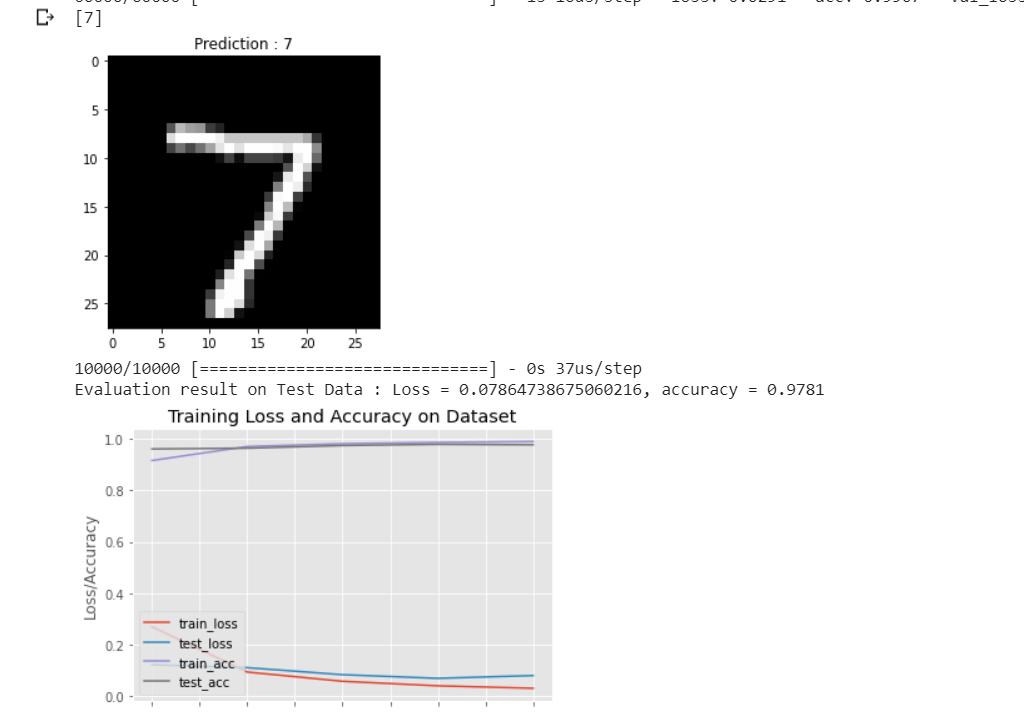 [7]
Prediction : 7
0
5
10
15
20
25
0 5 10 15 20 25
10000/10000 [==============================] - 0s 37us/step
Evaluation result on Test Data : Loss = 0.07864738675060216, accuracy = 0.9781
Training Loss and Accuracy on Dataset
1.0
0.8
0.6
0.4
0.2
0.0
Loss/Accuracy
train_loss
test_loss
train_acc
test_acc